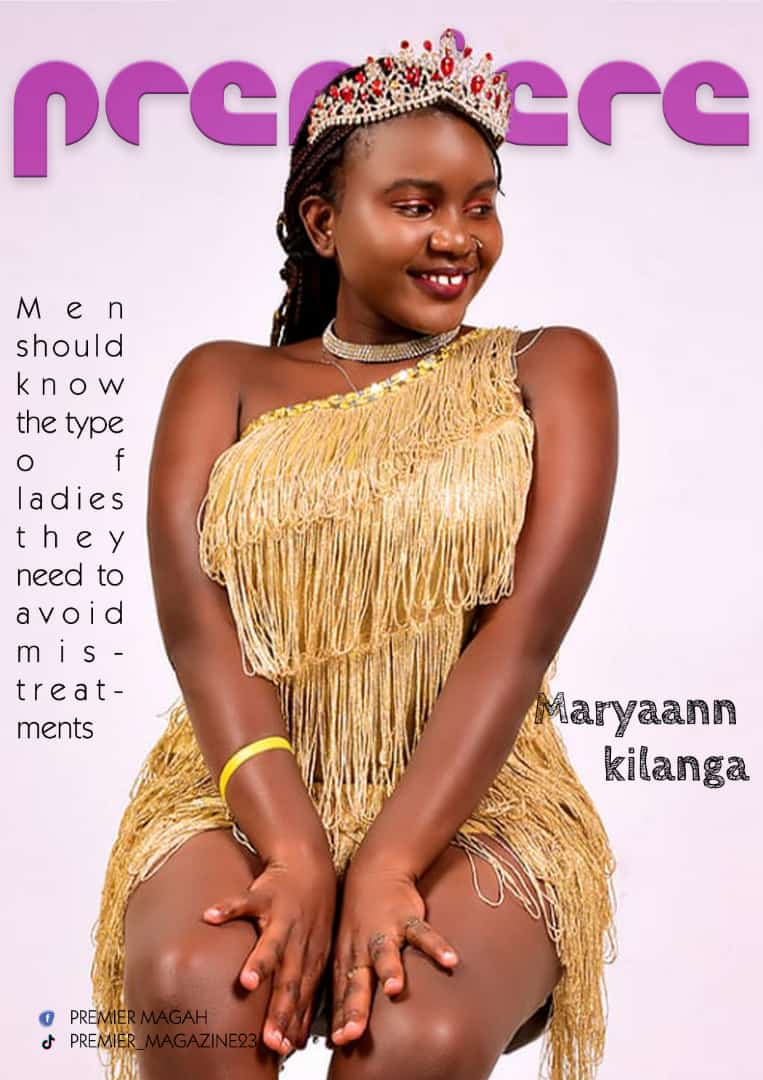 premiere
Men
should
know
the type
of
ladies
they
need to
avoid
mis-
treat-
ments
Maryaann
kilanga
PREMIER MAGAH
PREMIER_MAGAZINE23